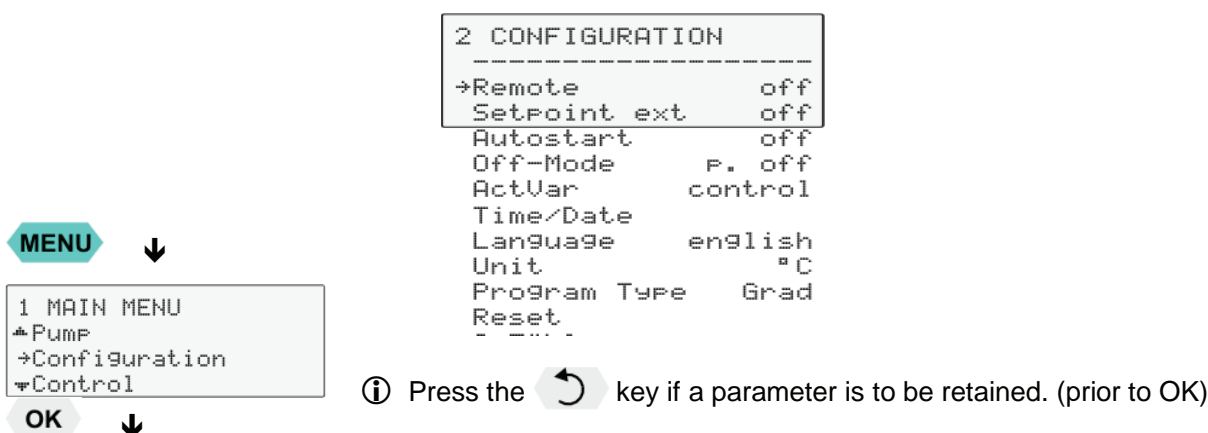 MENU
1 MAIN MENU
Pump
→Configuration
Control
OK
2 CONFIGURATION
-------------------
→Remote off
Setpoint ext off
Autostart off
Off-Mode p. off
ActVar control
Time/Date
Language english
Unit °C
Program Type Grad
Reset
Press the key if a parameter is to be retained. (prior to OK)